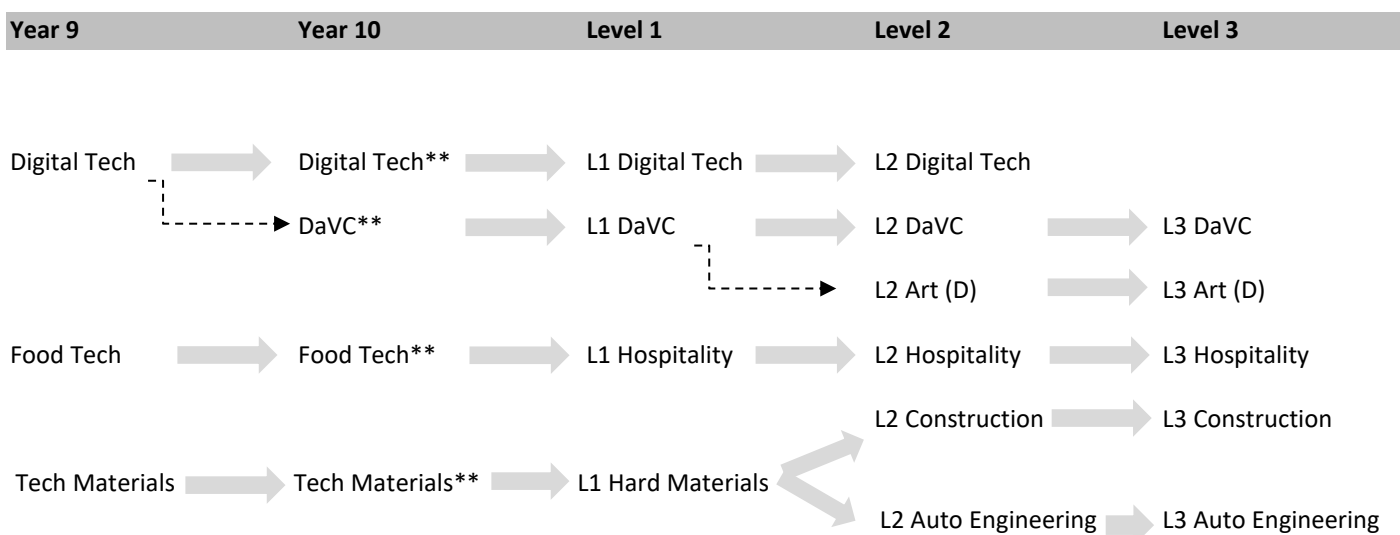 Year 9 Year 10 Level 1 Level 2 Level 3
Digital Tech Digital Tech** L1 Digital Tech L2 Digital Tech
DaVC** L1 DaVC L2 DaVC L3 DaVC
L2 Art (D) L3 Art (D)
Food Tech Food Tech** L1 Hospitality L2 Hospitality L3 Hospitality
L2 Construction L3 Construction
Tech Materials Tech Materials** L1 Hard Materials
L2 Auto Engineering L3 Auto Engineering